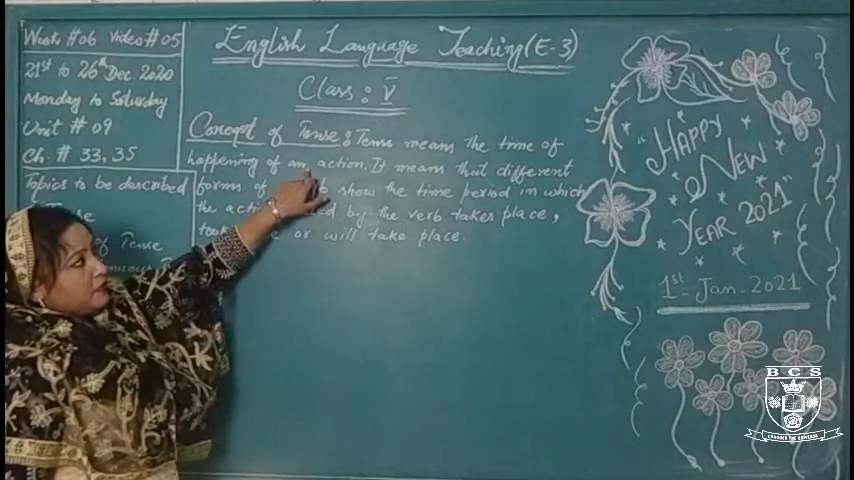 Week #06 Video #05
21st to 26th Dec 2020
Monday to Saturday
Unit # 09
Ch. # 33, 35
Topics to be described
of Tense
English Language Teaching (E-3)
Class : V
Concept of Tense : Tense means the time of
happening of an action. It means that different
forms of show the time period in which
the by the verb takes place,
or will take place.
Happy
New
Year 2021"
1st - Jan - 2021
BCS